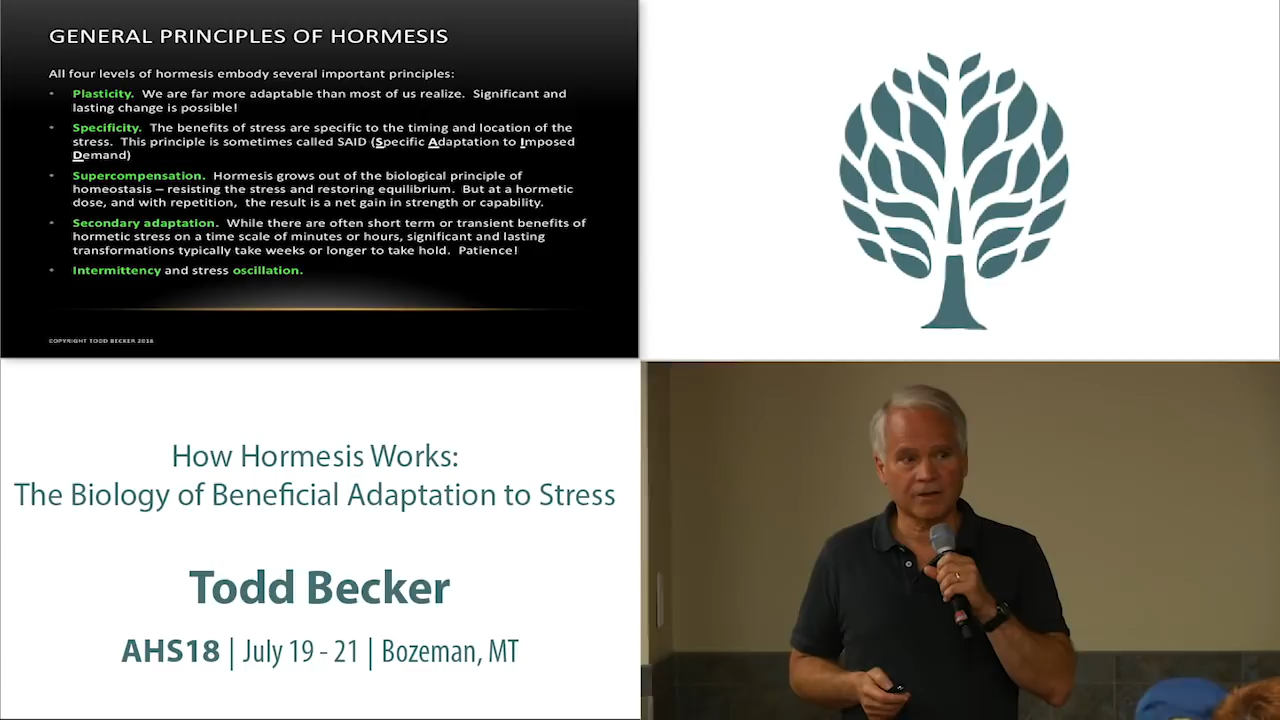 GENERAL PRINCIPLES OF HORMESIS
All four levels of hormesis embody several important principles:
• Plasticity. We are far more adaptable than most of us realize. Significant and
lasting change is possible!
• Specificity. The benefits of stress are specific to the timing and location of the
stress. This principle is sometimes called SAID (Specific Adaptation to Imposed
Demand)
• Supercompensation. Hormesis grows out of the biological principle of
homeostasis – resisting the stress and restoring equilibrium. But at a hormetic
dose, and with repetition, the result is a net gain in strength or capability.
• Secondary adaptation. While there are often short term or transient benefits of
hormetic stress on a time scale of minutes or hours, significant and lasting
transformations typically take weeks or longer to take hold. Patience!
• Intermittency and stress oscillation.
COPYRIGHT TODD BECKER 2018
How Hormesis Works:
The Biology of Beneficial Adaptation to Stress
Todd Becker
AHS18 | July 19 - 21 | Bozeman, MT